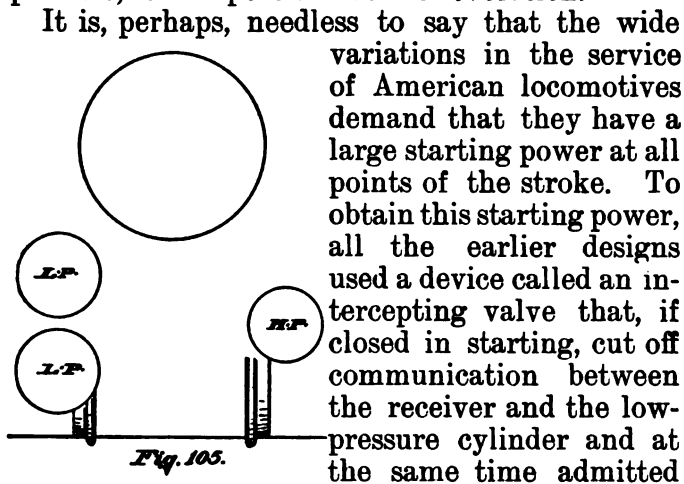 It is, perhaps, needless to say that the wide
variations in the service
of American locomotives
demand that they have a
large starting power at all
points of the stroke. To
obtain this starting power,
all the earlier designs
used a device called an in-
tercepting valve that, if
closed in starting, cut off
communication between
the receiver and the low-
pressure cylinder and at
the same time admitted
L.P.
L.P.
H.P.
Fig. 105.